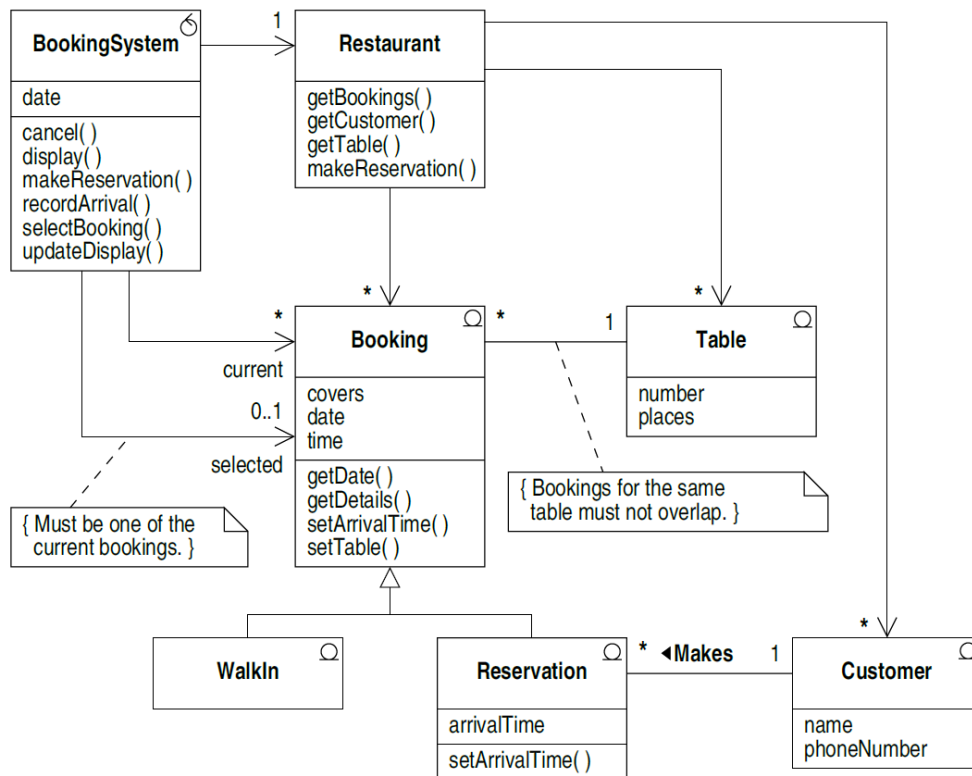 BookingSystem
date
cancel( )
display( )
makeReservation( )
recordArrival( )
selectBooking( )
updateDisplay( )
1
Restaurant
getBookings( )
getCustomer( )
getTable( )
makeReservation( )
*
current
0..1
selected
{ Must be one of the
current bookings. }
*
Booking
covers
date
time
getDate( )
getDetails( )
setArrivalTime( )
setTable( )
*
1
*
Table
number
places
{ Bookings for the same
table must not overlap. }
WalkIn
Reservation
arrivalTime
setArrivalTime( )
*
◄Makes
1
*
Customer
name
phoneNumber